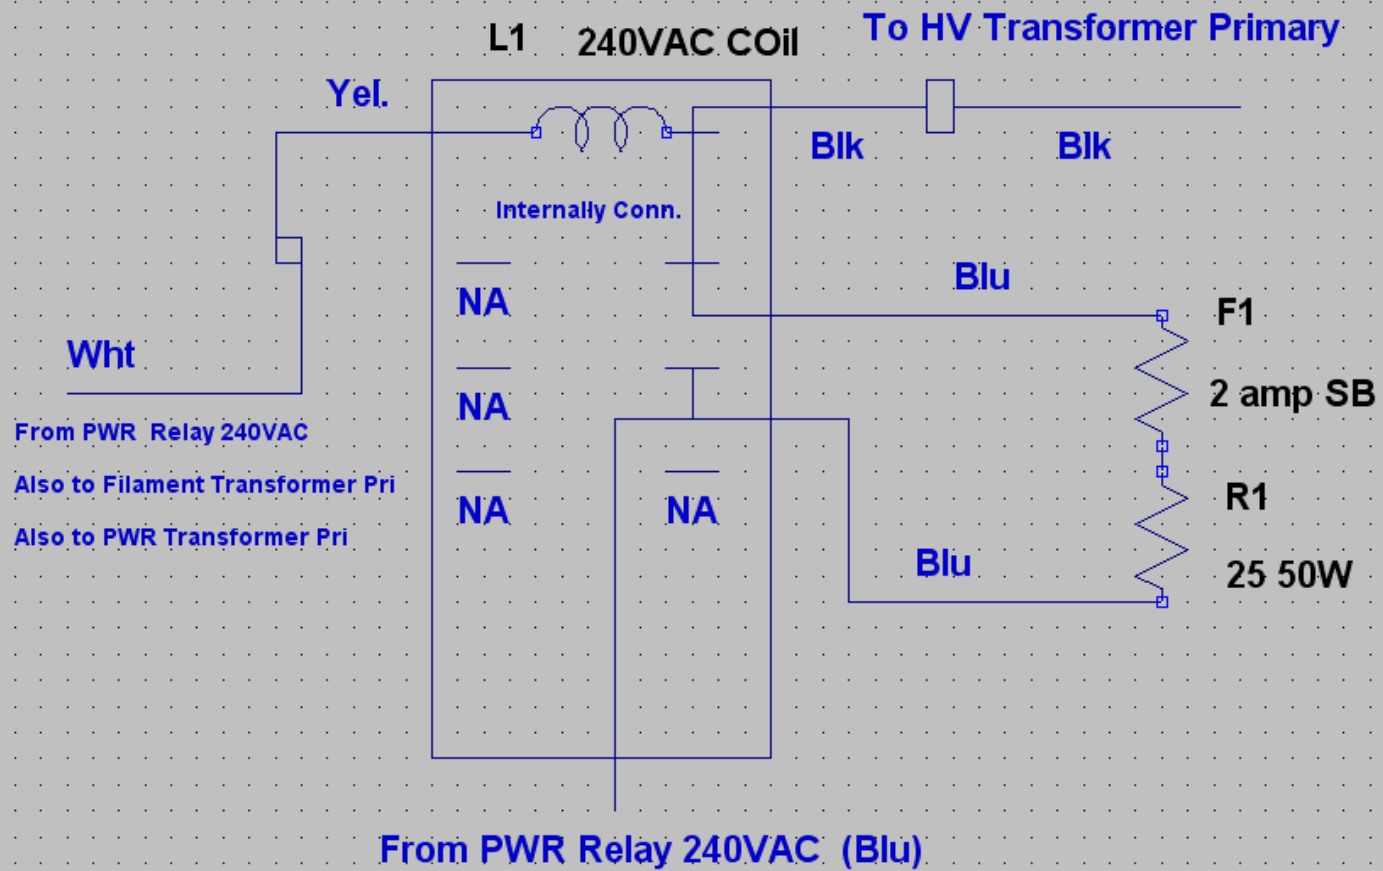 To HV Transformer Primary
L1
240VAC COil
Yel.
Blk
Blk
Internally Conn.
Blu
NA
F1
Wht
2 amp SB
NA
From PWR Relay 240VAC
Also to Filament Transformer Pri
R1
NA
NA
Also to PWR Transformer Pri
Blu
25 50W
From PWR Relay 240VAC (Blu)